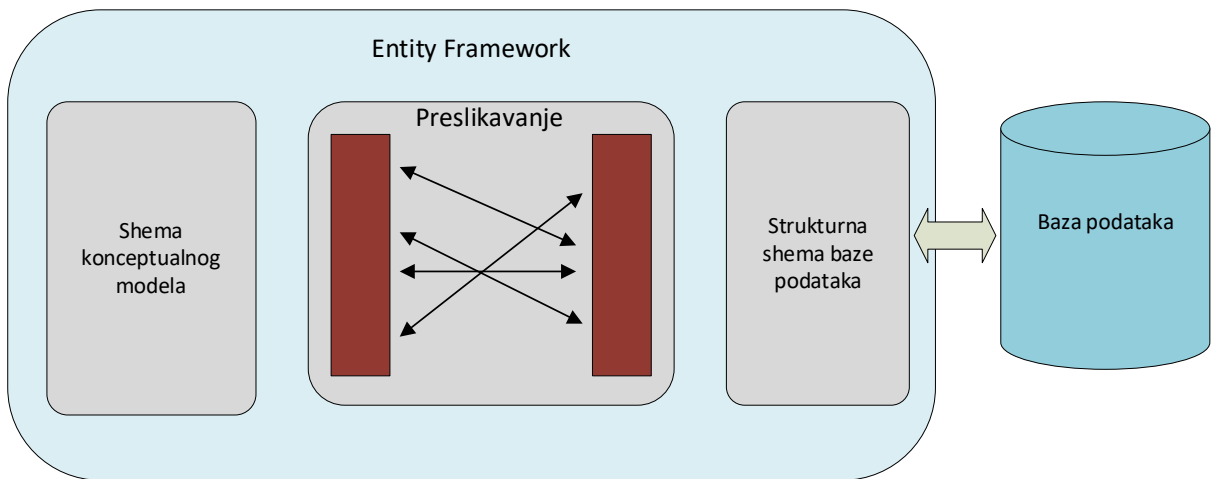 Entity Framework
Preslikavanje
Shema
konceptualnog
modela
Strukturna
shema baze
podataka
Baza podataka